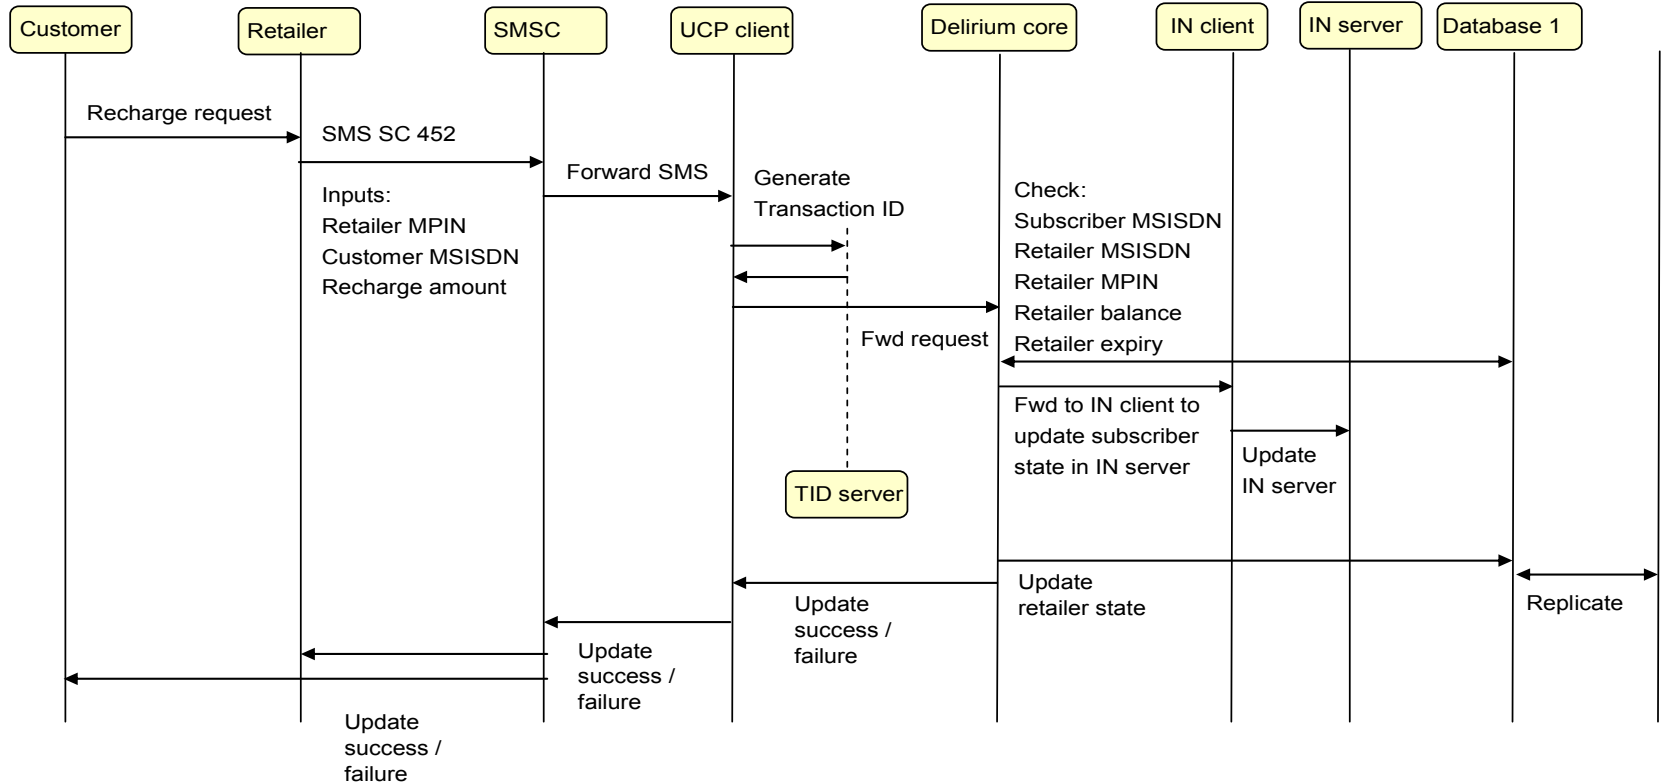 Customer
Retailer
SMSC
UCP client
Delirium core
IN client
IN server
Database 1
Recharge request
SMS SC 452
Inputs:
Retailer MPIN
Customer MSISDN
Recharge amount
Forward SMS
Generate
Transaction ID
Fwd request
Check:
Subscriber MSISDN
Retailer MSISDN
Retailer MPIN
Retailer balance
Retailer expiry
Fwd to IN client to
update subscriber
state in IN server
Update
IN server
TID server
Update
retailer state
Replicate
Update
success /
failure
Update
success /
failure
Update
success /
failure